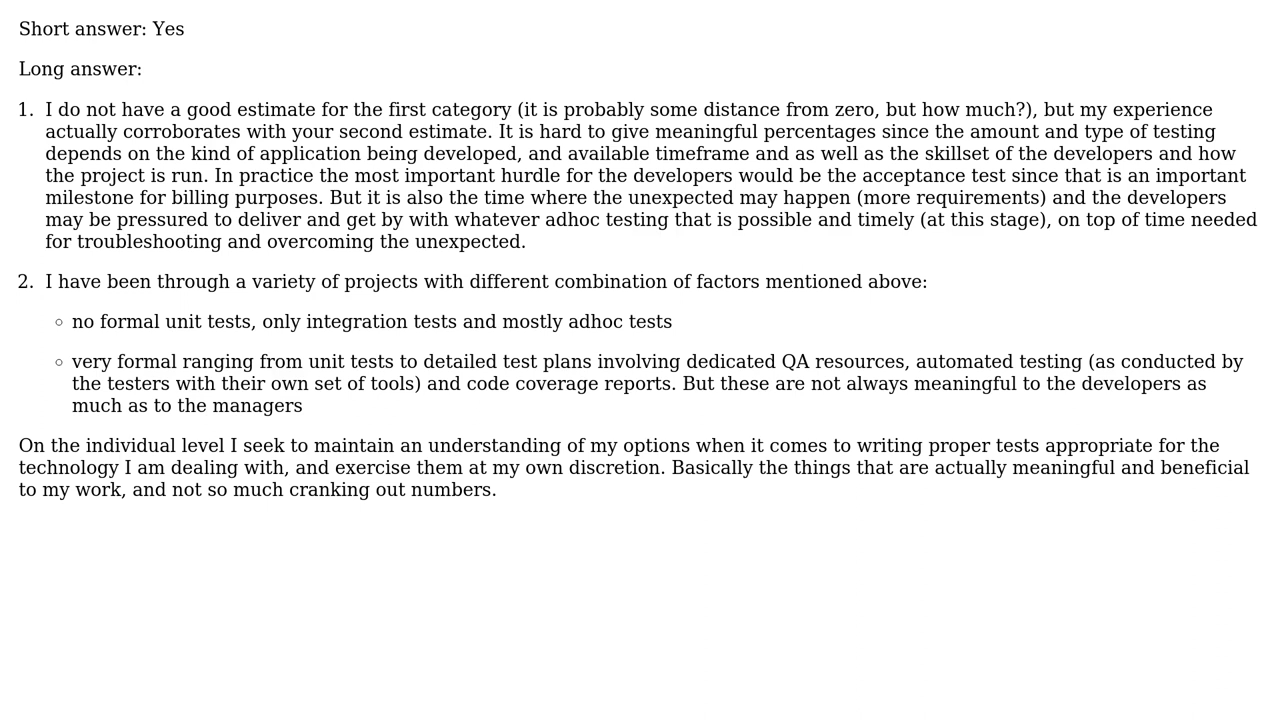 Short answer: Yes
Long answer:
1. I do not have a good estimate for the first category (it is probably some distance from zero, but how much?), but my experience
actually corroborates with your second estimate. It is hard to give meaningful percentages since the amount and type of testing
depends on the kind of application being developed, and available timeframe and as well as the skillset of the developers and how
the project is run. In practice the most important hurdle for the developers would be the acceptance test since that is an important
milestone for billing purposes. But it is also the time where the unexpected may happen (more requirements) and the developers
may be pressured to deliver and get by with whatever adhoc testing that is possible and timely (at this stage), on top of time needed
for troubleshooting and overcoming the unexpected.
2. I have been through a variety of projects with different combination of factors mentioned above:
◦ no formal unit tests, only integration tests and mostly adhoc tests
◦ very formal ranging from unit tests to detailed test plans involving dedicated QA resources, automated testing (as conducted by
the testers with their own set of tools) and code coverage reports. But these are not always meaningful to the developers as
much as to the managers
On the individual level I seek to maintain an understanding of my options when it comes to writing proper tests appropriate for the
technology I am dealing with, and exercise them at my own discretion. Basically the things that are actually meaningful and beneficial
to my work, and not so much cranking out numbers.